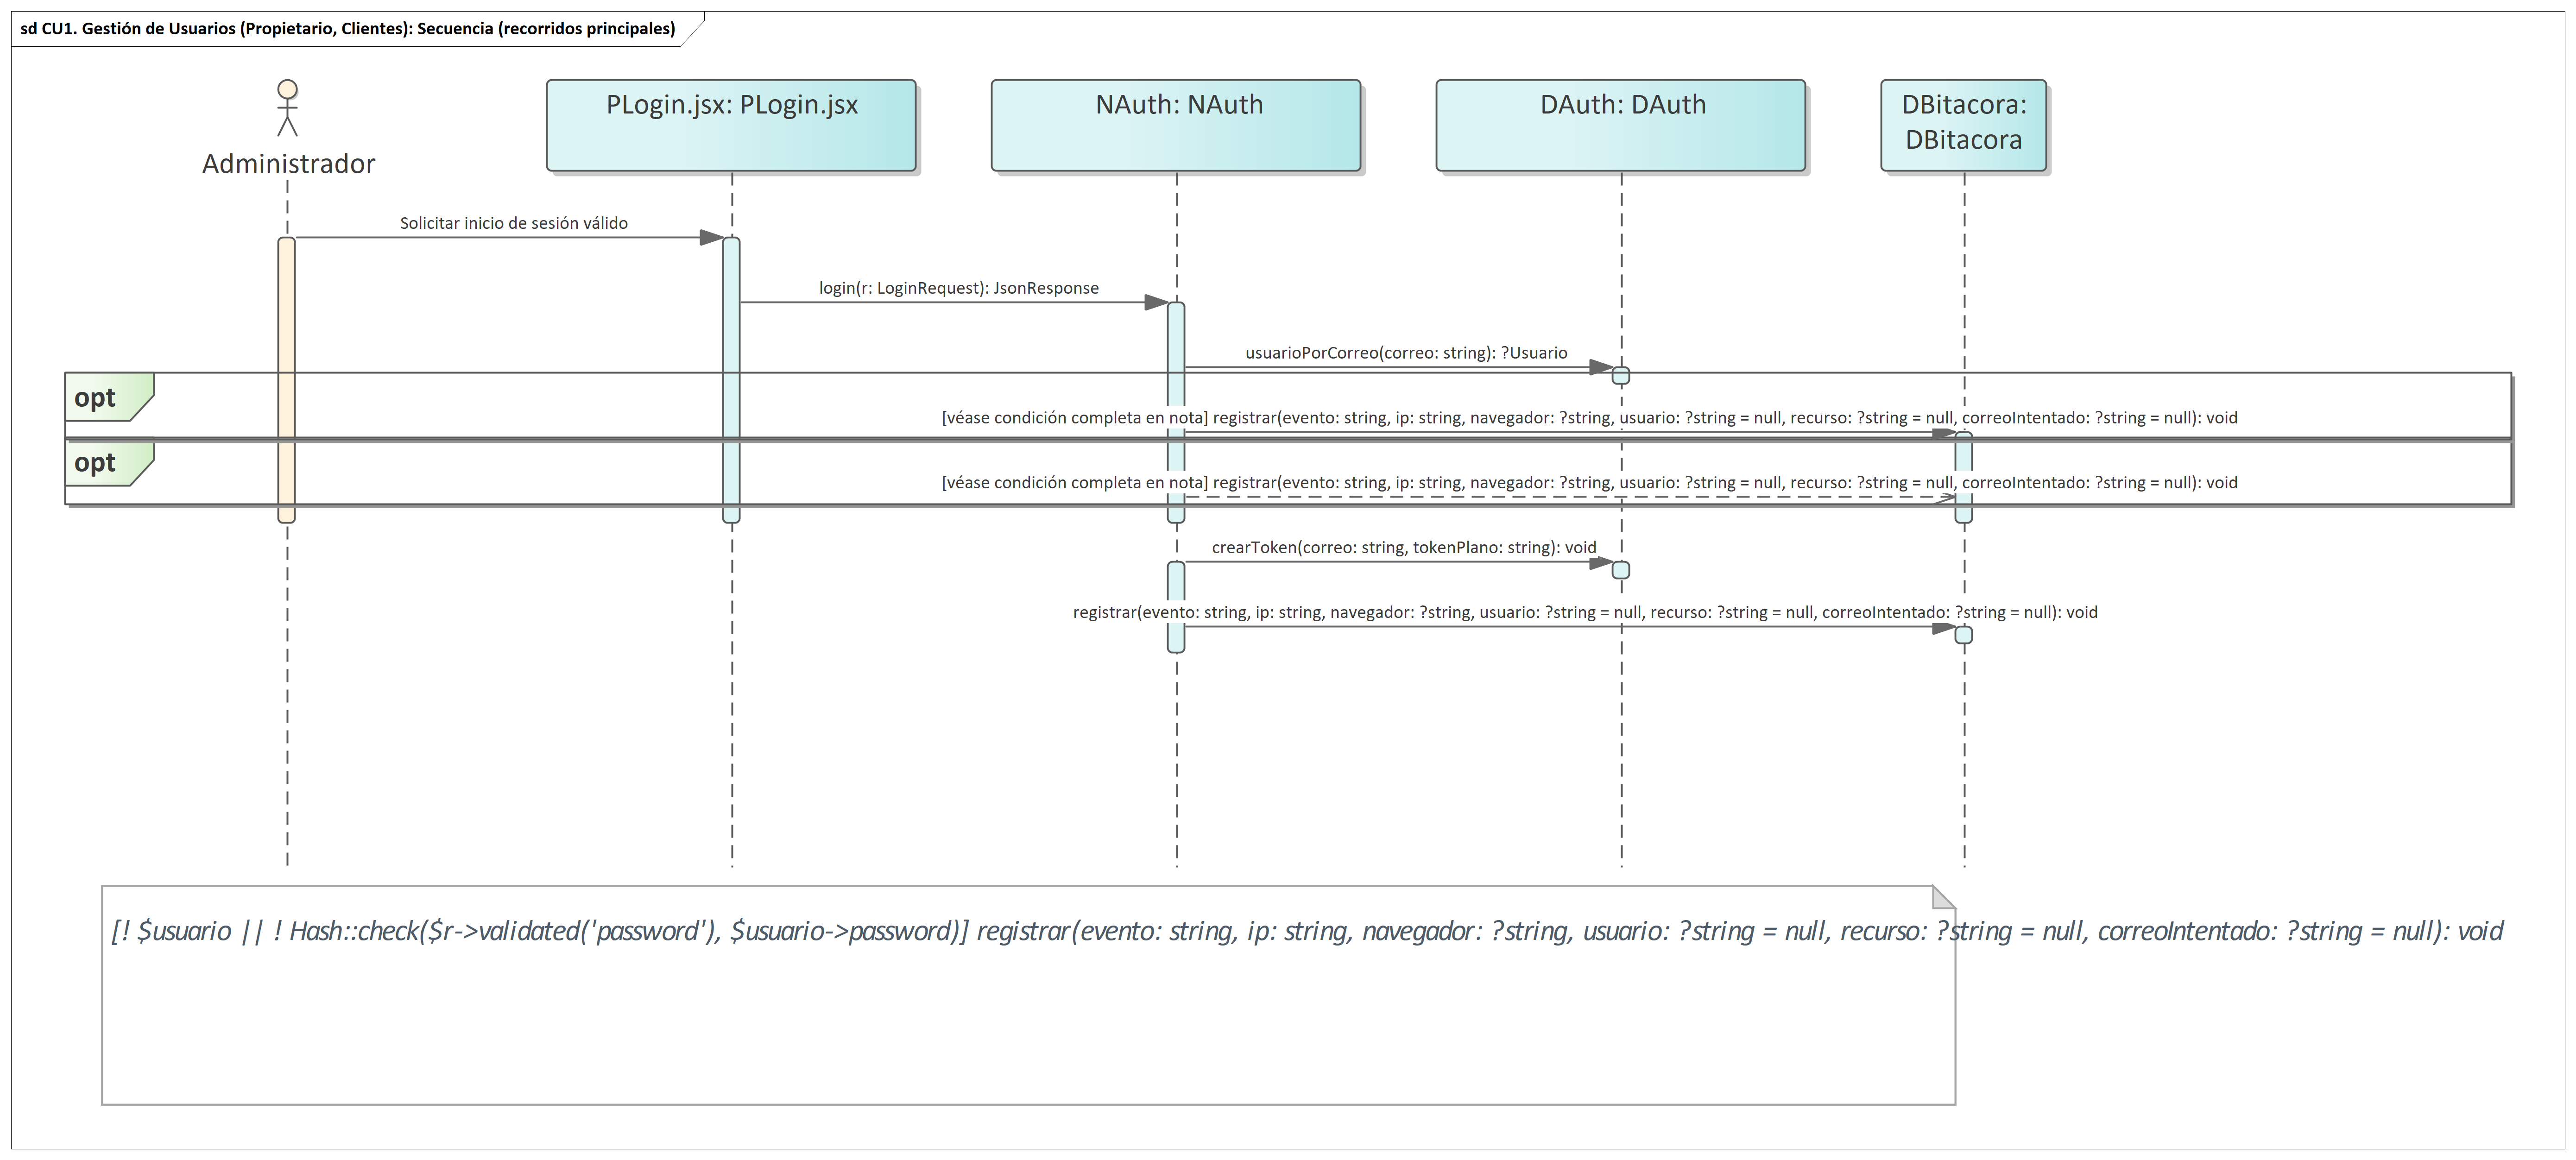 sd CU1. Gestión de Usuarios (Propietario, Clientes): Secuencia (recorridos principales)
Administrador
PLogin.jsx: PLogin.jsx
NAuth: NAuth
DAuth: DAuth
DBitacora:
DBitacora
Solicitar inicio de sesión válido
login(r: LoginRequest): JsonResponse
usuarioPorCorreo(correo: string): ?Usuario
opt
[véase condición completa en nota] registrar(evento: string, ip: string, navegador: ?string, usuario: ?string = null, recurso: ?string = null, correoIntentado: ?string = null): void
opt
[véase condición completa en nota] registrar(evento: string, ip: string, navegador: ?string, usuario: ?string = null, recurso: ?string = null, correoIntentado: ?string = null): void
crearToken(correo: string, tokenPlano: string): void
registrar(evento: string, ip: string, navegador: ?string, usuario: ?string = null, recurso: ?string = null, correoIntentado: ?string = null): void
[! $usuario || ! Hash::check($r->validated('password'), $usuario->password)] registrar(evento: string, ip: string, navegador: ?string, usuario: ?string = null, recurso: ?string = null, correoIntentado: ?string = null): void